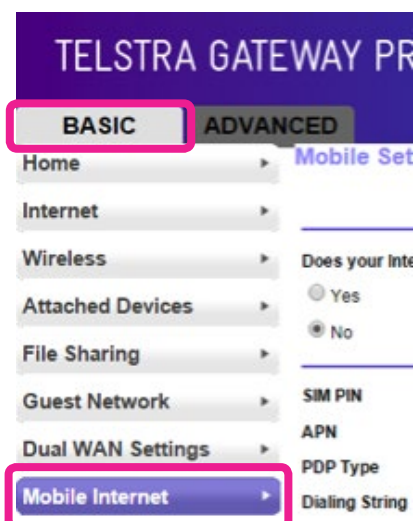 TELSTRA GATEWAY PR
BASIC
ADVANCED
Home
Internet
Wireless
Attached Devices
File Sharing
Guest Network
Dual WAN Settings
Mobile Internet
Mobile Set
Does your Inte
Yes
No
SIM PIN
APN
PDP Type
Dialing String